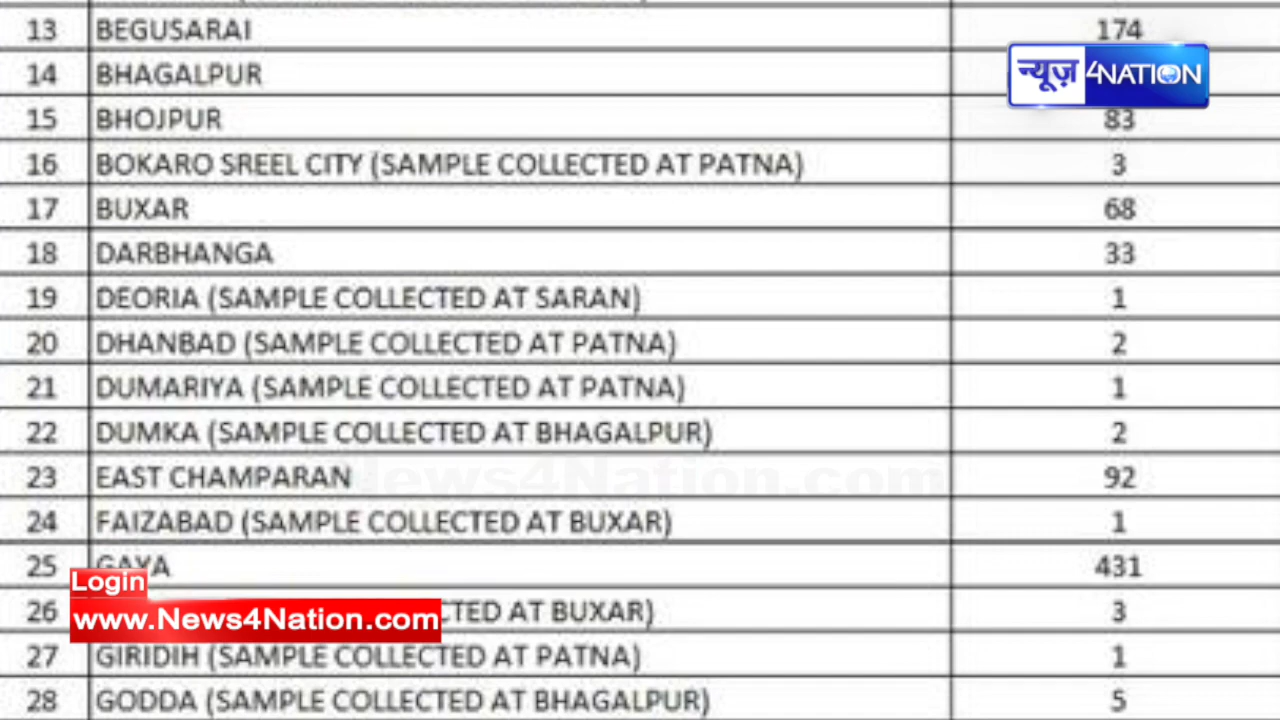 13 BEGUSARAI 174
14 BHAGALPUR
न्यूज़ 4NATION
15 BHOJPUR 83
16 BOKARO SREEL CITY (SAMPLE COLLECTED AT PATNA) 3
17 BUXAR 68
18 DARBHANGA 33
19 DEORIA (SAMPLE COLLECTED AT SARAN) 1
20 DHANBAD (SAMPLE COLLECTED AT PATNA) 2
21 DUMARIYA (SAMPLE COLLECTED AT PATNA) 1
22 DUMKA (SAMPLE COLLECTED AT BHAGALPUR) 2
23 EAST CHAMPARAN 92
News4Nation.com
24 FAIZABAD (SAMPLE COLLECTED AT BUXAR) 1
25 GAYA 431
Login
26 CTED AT BUXAR) 3
www.News4Nation.com
27 GIRIDIH (SAMPLE COLLECTED AT PATNA) 1
28 GODDA (SAMPLE COLLECTED AT BHAGALPUR) 5